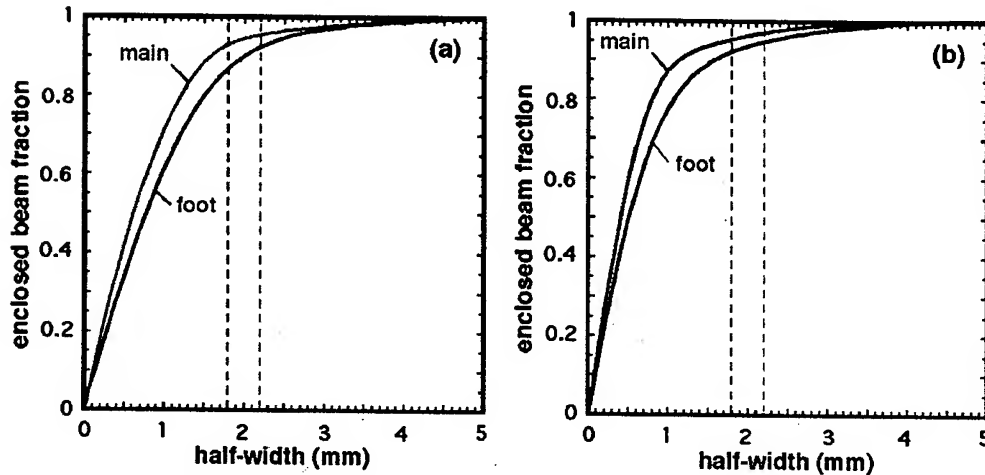 enclosed beam fraction
1
0.8
0.6
0.4
0.2
0
main
foot
(a)
0 1 2 3 4 5
half-width (mm)
enclosed beam fraction
1
0.8
0.6
0.4
0.2
0
main
foot
(b)
0 1 2 3 4 5
half-width (mm)